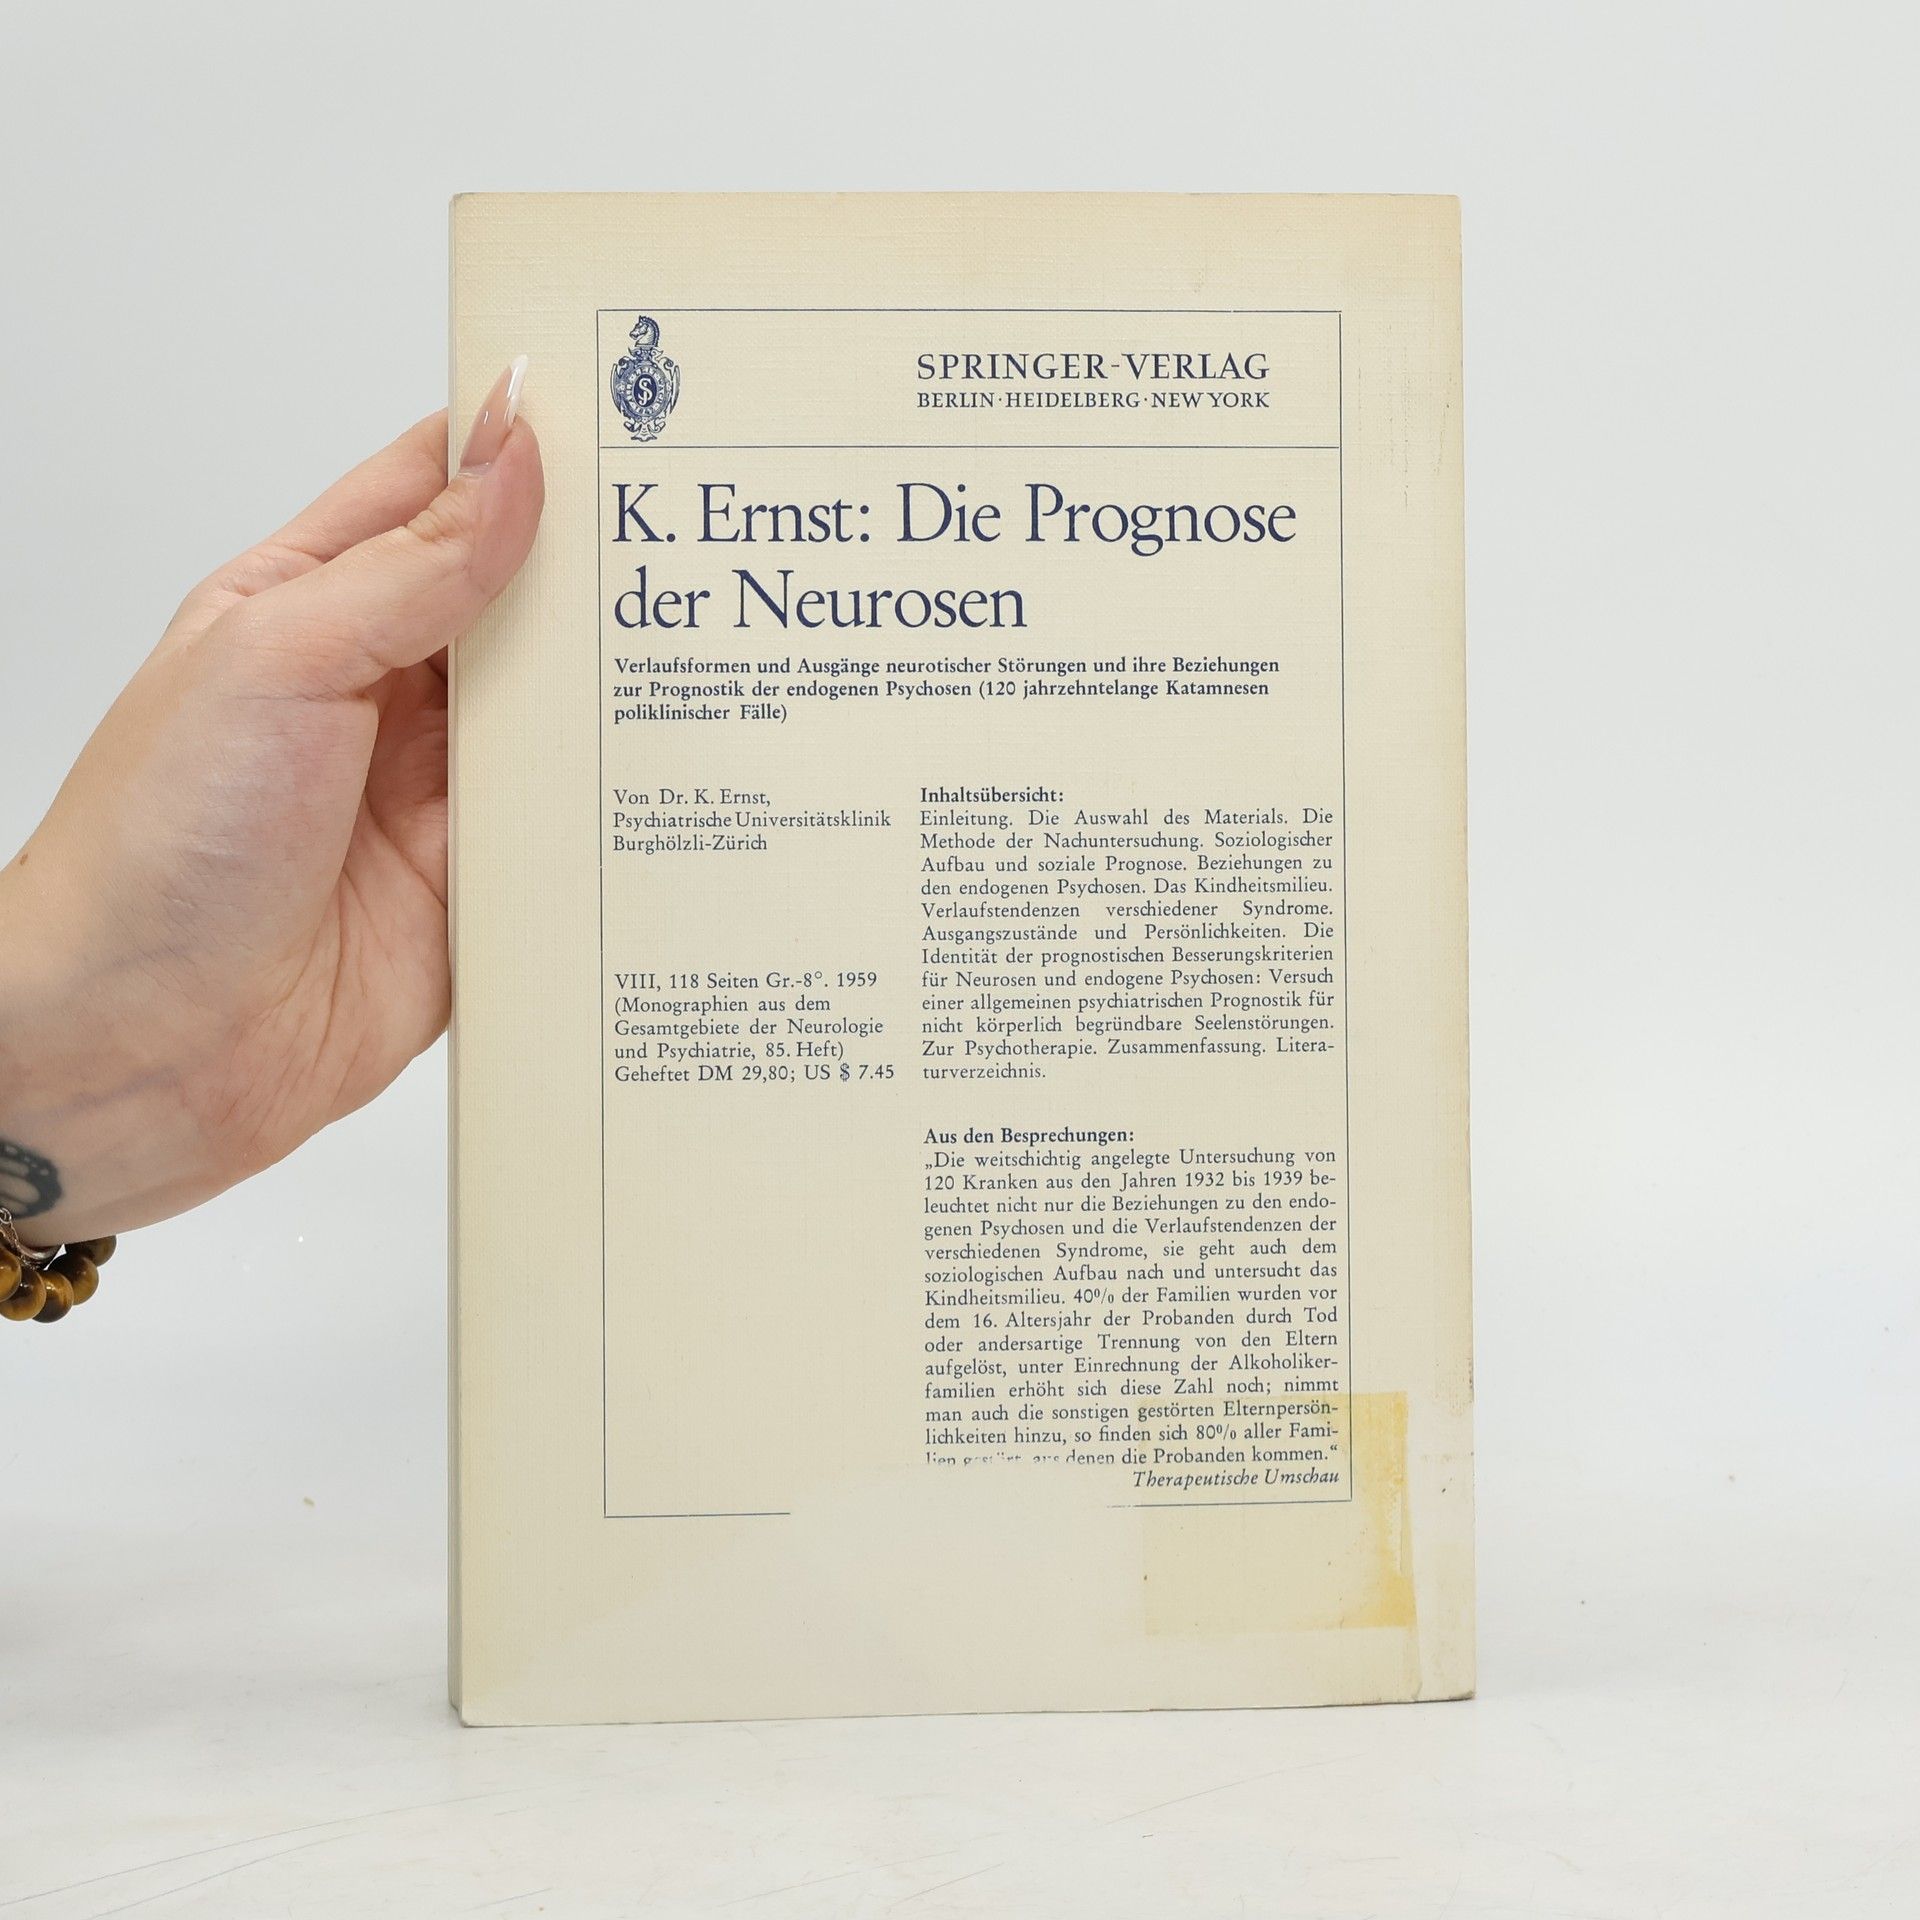 SPRINGER-VERLAG
BERLIN · HEIDELBERG · NEW YORK
K. Ernst: Die Prognose
der Neurosen
Verlaufsformen und Ausgänge neurotischer Störungen und ihre Beziehungen
zur Prognostik der endogenen Psychosen (120 jahrzehntelange Katamnesen
poliklinischer Fälle)
Von Dr. K. Ernst,
Psychiatrische Universitätsklinik
Burghölzli-Zürich
VIII, 118 Seiten Gr.-8°. 1959
(Monographien aus dem
Gesamtgebiete der Neurologie
und Psychiatrie, 85. Heft)
Geheftet DM 29,80; US $ 7.45
Inhaltsübersicht:
Einleitung. Die Auswahl des Materials. Die
Methode der Nachuntersuchung. Soziologischer
Aufbau und soziale Prognose. Beziehungen zu
den endogenen Psychosen. Das Kindheitsmilieu.
Verlaufstendenzen verschiedener Syndrome.
Ausgangszustände und Persönlichkeiten. Die
Identität der prognostischen Besserungskriterien
für Neurosen und endogene Psychosen: Versuch
einer allgemeinen psychiatrischen Prognostik für
nicht körperlich begründbare Seelenstörungen.
Zur Psychotherapie. Zusammenfassung. Litera-
turverzeichnis.
Aus den Besprechungen:
„Die weitschichtig angelegte Untersuchung von
120 Kranken aus den Jahren 1932 bis 1939 be-
leuchtet nicht nur die Beziehungen zu den endo-
genen Psychosen und die Verlaufstendenzen der
verschiedenen Syndrome, sie geht auch dem
soziologischen Aufbau nach und untersucht das
Kindheitsmilieu. 40% der Familien wurden vor
dem 16. Altersjahr der Probanden durch Tod
oder andersartige Trennung von den Eltern
aufgelöst, unter Einrechnung der Alkoholiker-
familien erhöht sich diese Zahl noch; nimmt
man auch die sonstigen gestörten Elternpersön-
lichkeiten hinzu, so finden sich 80% aller Fami-
lien denen die Probanden kommen.“
Therapeutische Umschau